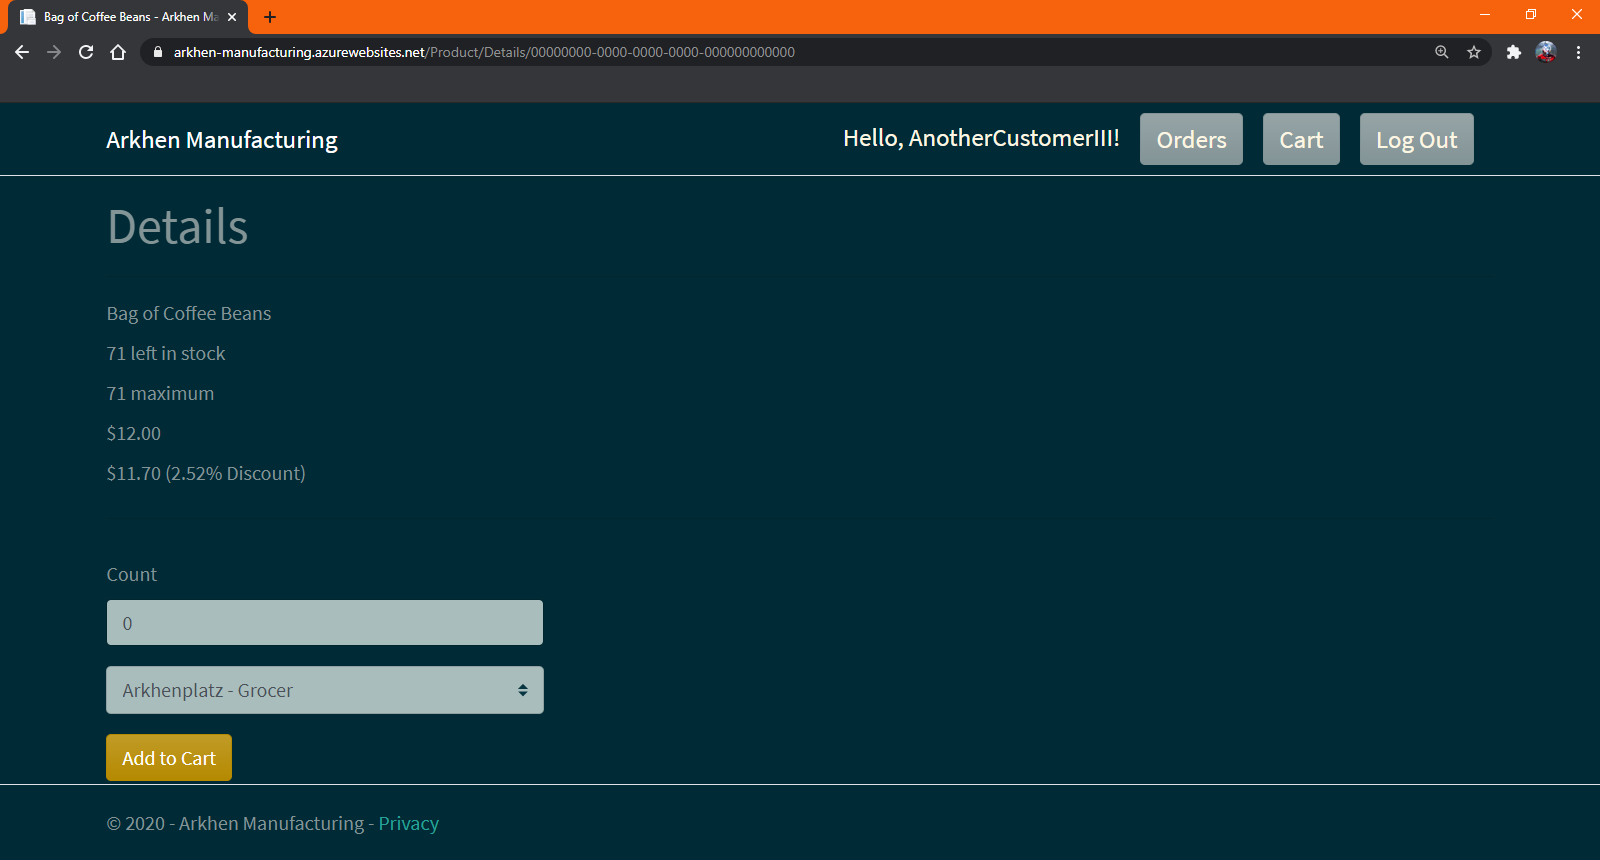 Bag of Coffee Beans - Arkhen Ma
arkhen-manufacturing.azurewebsites.net/Product/Details/00000000-0000-0000-0000-000000000000
Arkhen Manufacturing
Hello, AnotherCustomerIII!
Orders
Cart
Log Out
Details
Bag of Coffee Beans
71 left in stock
71 maximum
$12.00
$11.70 (2.52% Discount)
Count
0
Arkhenplatz - Grocer
Add to Cart
© 2020 - Arkhen Manufacturing - Privacy